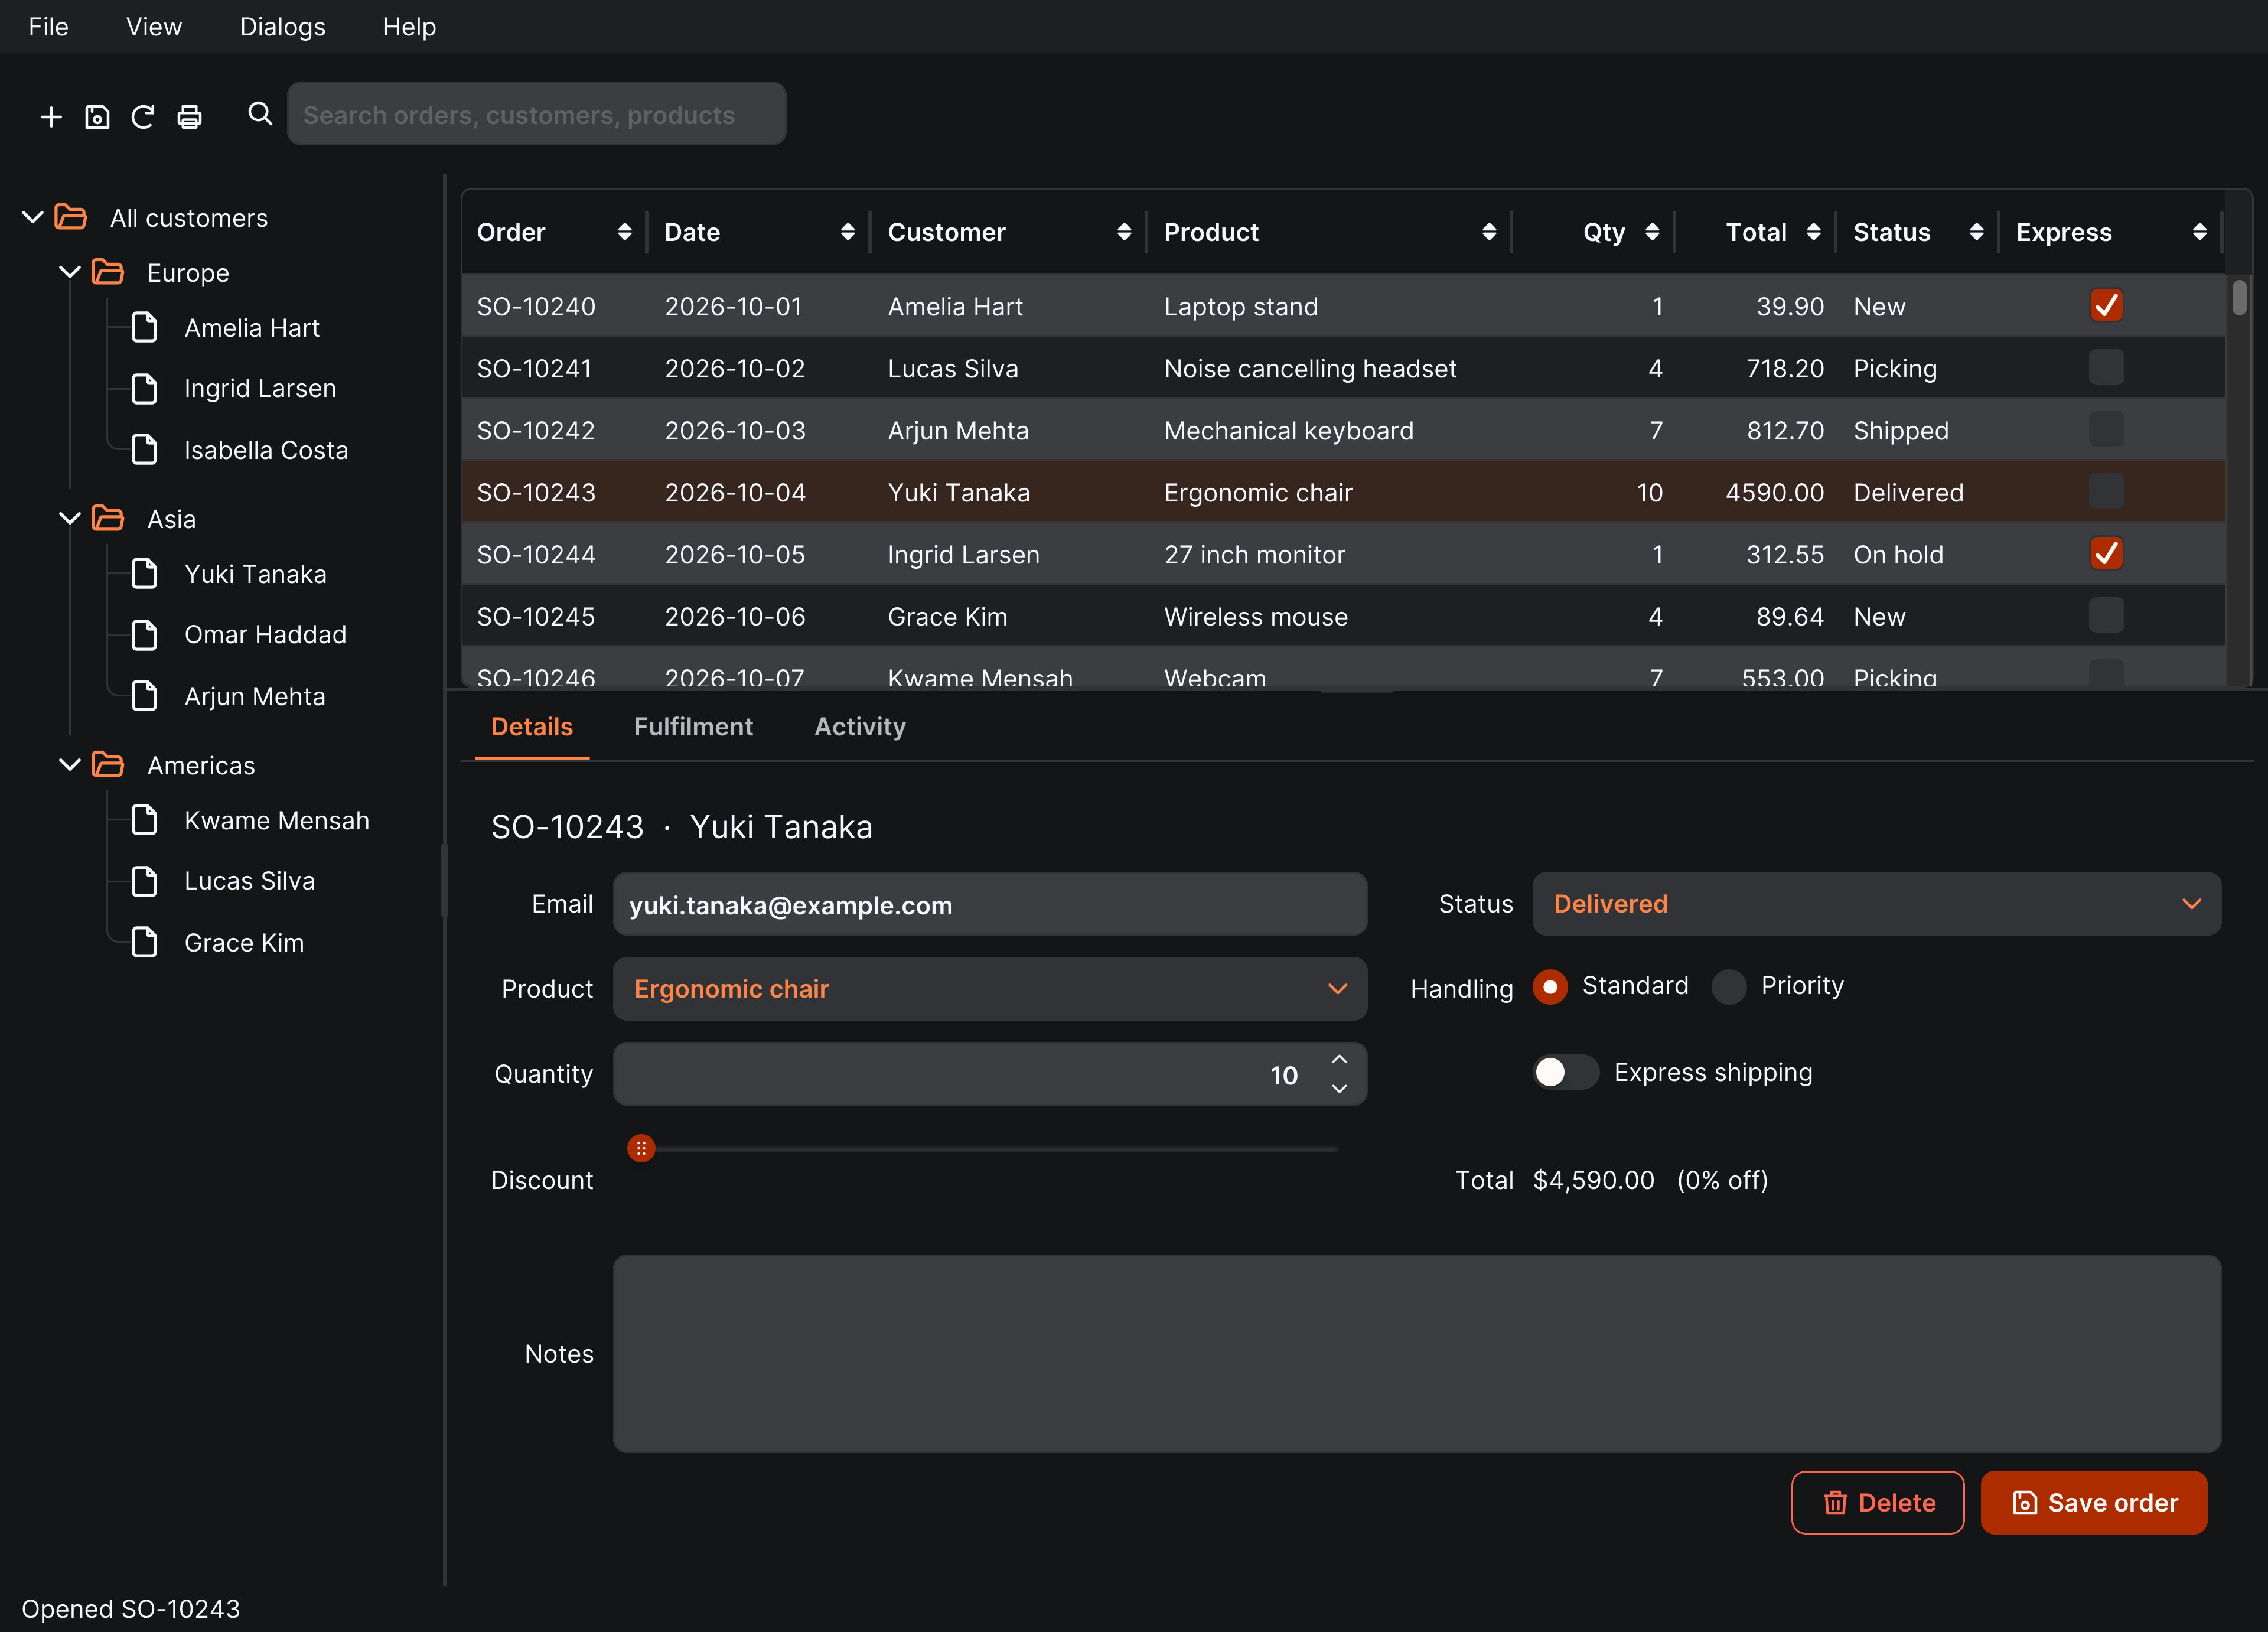 File View Dialogs Help
Search orders, customers, products
All customers
Europe
Amelia Hart
Ingrid Larsen
Isabella Costa
Asia
Yuki Tanaka
Omar Haddad
Arjun Mehta
Americas
Kwame Mensah
Lucas Silva
Grace Kim
Order Date Customer Product Qty Total Status Express
SO-10240 2026-10-01 Amelia Hart Laptop stand 1 39.90 New
SO-10241 2026-10-02 Lucas Silva Noise cancelling headset 4 718.20 Picking
SO-10242 2026-10-03 Arjun Mehta Mechanical keyboard 7 812.70 Shipped
SO-10243 2026-10-04 Yuki Tanaka Ergonomic chair 10 4590.00 Delivered
SO-10244 2026-10-05 Ingrid Larsen 27 inch monitor 1 312.55 On hold
SO-10245 2026-10-06 Grace Kim Wireless mouse 4 89.64 New
SO-10246 2026-10-07 Kwame Mensah Webcam 7 553.00 Picking
Details Fulfilment Activity
SO-10243 · Yuki Tanaka
Email yuki.tanaka@example.com Status Delivered
Product Ergonomic chair Handling Standard Priority
Quantity 10 Express shipping
Discount Total $4,590.00 (0% off)
Notes
Delete Save order
Opened SO-10243